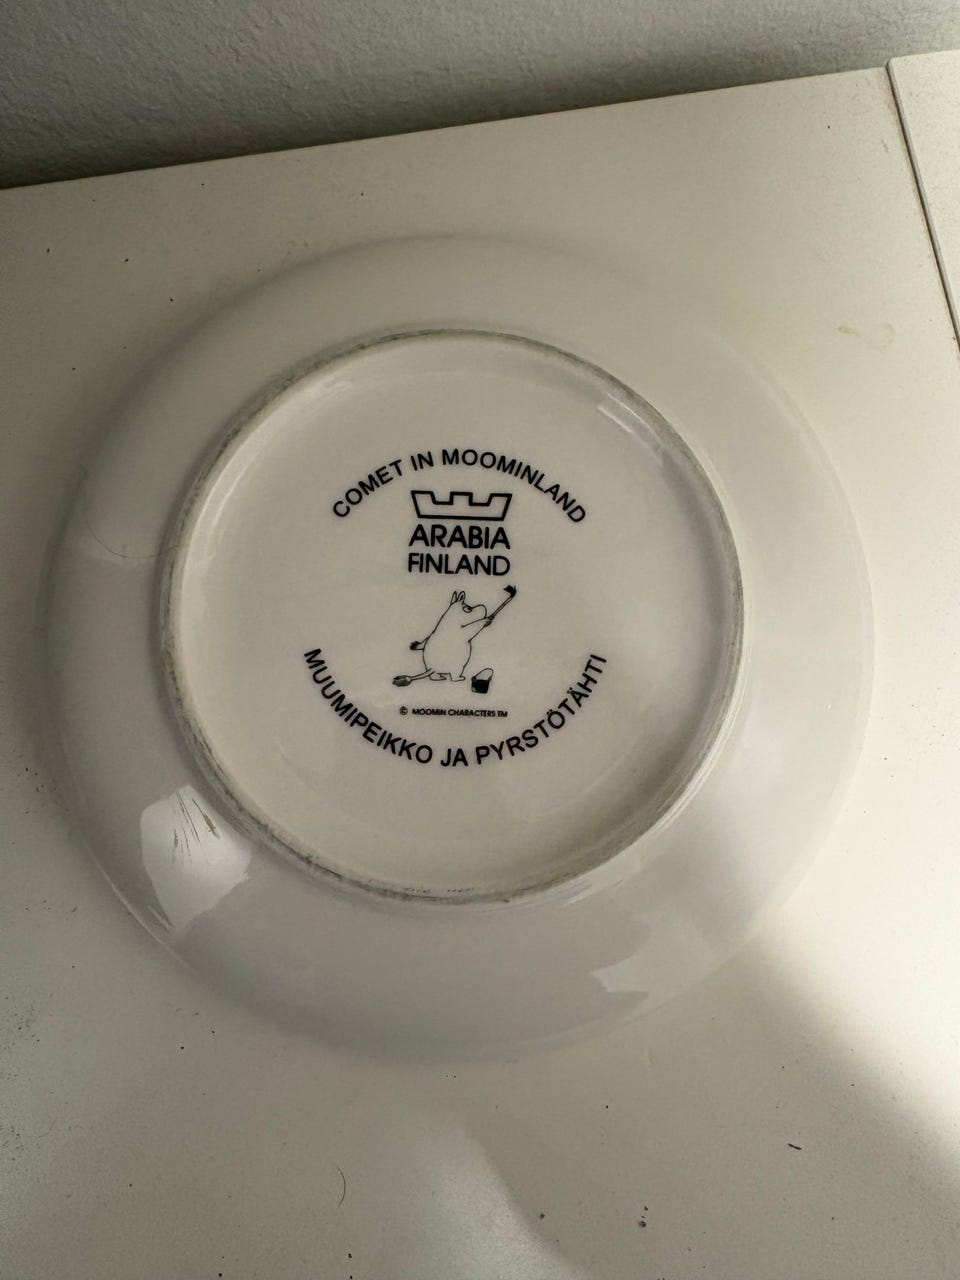 COMET IN MOOMINLAND
ARABIA
FINLAND
© MOOMIN CHARACTERS TM
MUUMIPEIKKO JA PYRSTÖTÄHTI